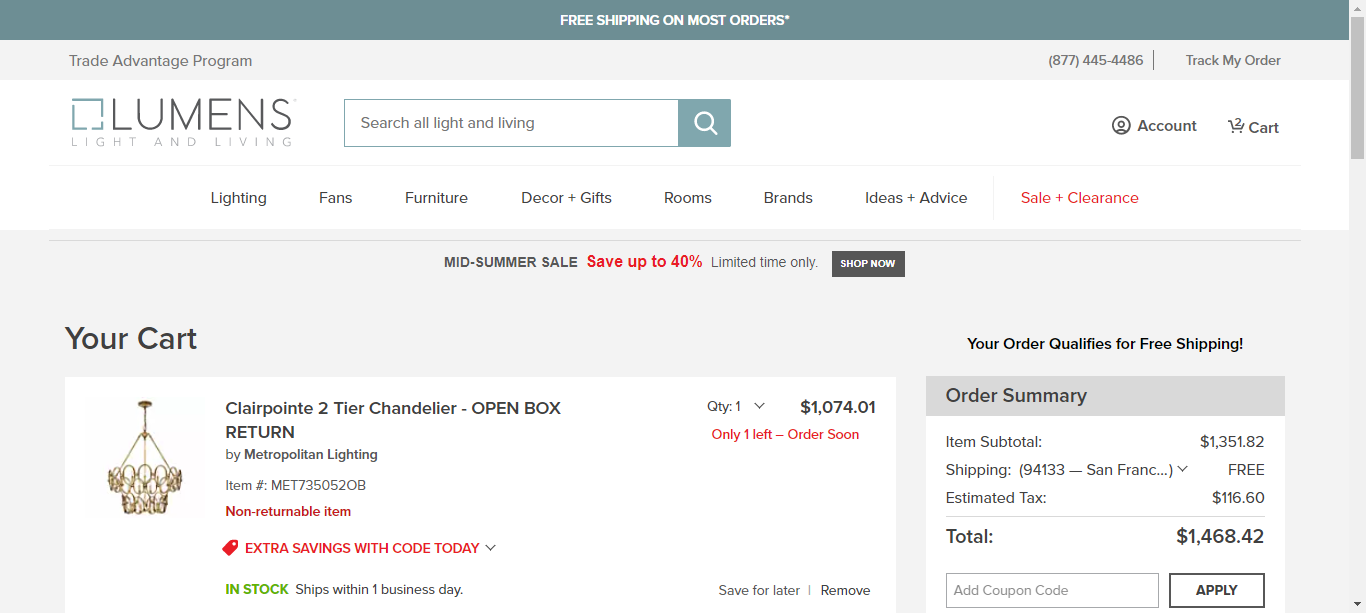 FREE SHIPPING ON MOST ORDERS*
Trade Advantage Program
(877) 445-4486
Track My Order
LUMENS
LIGHT AND LIVING
Search all light and living
Account
2
Cart
Lighting
Fans
Furniture
Decor + Gifts
Rooms
Brands
Ideas + Advice
Sale + Clearance
MID-SUMMER SALE Save up to 40% Limited time only. SHOP NOW
Your Cart
Clairpointe 2 Tier Chandelier - OPEN BOX
RETURN
by Metropolitan Lighting
Item #: MET735052OB
Non-returnable item
EXTRA SAVINGS WITH CODE TODAY
IN STOCK Ships within 1 business day.
Qty: 1
$1,074.01
Only 1 left – Order Soon
Save for later | Remove
Your Order Qualifies for Free Shipping!
Order Summary
Item Subtotal: $1,351.82
Shipping: (94133 — San Franc...) FREE
Estimated Tax: $116.60
Total: $1,468.42
Add Coupon Code
APPLY